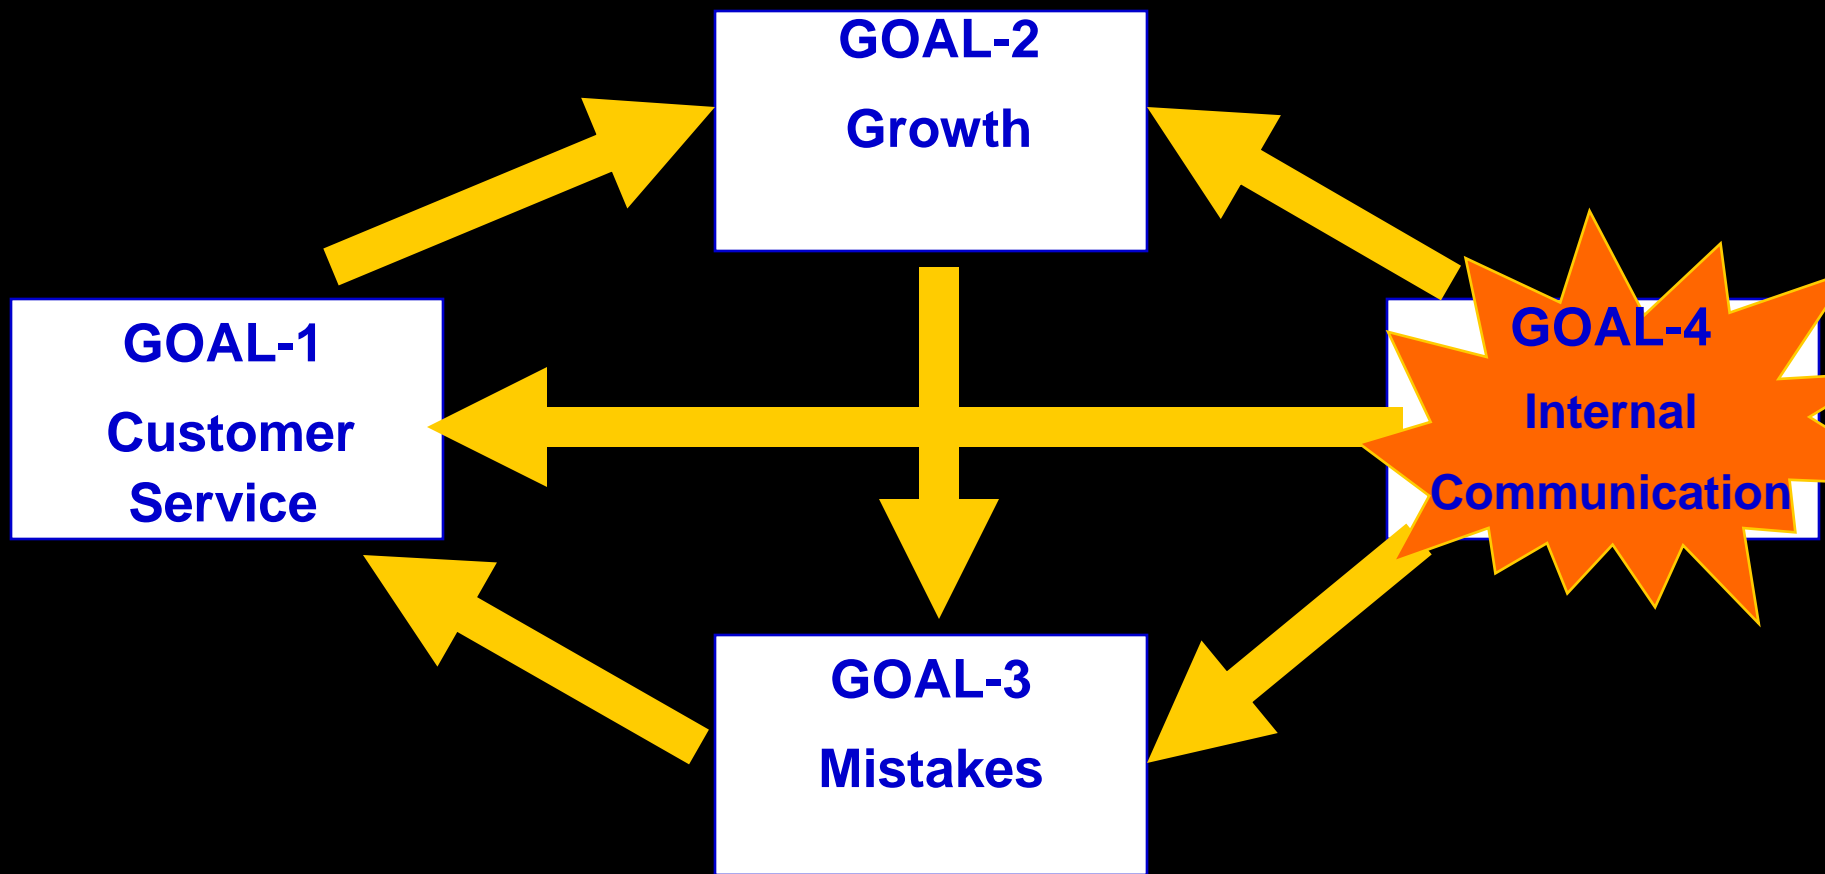 GOAL-2
Growth
GOAL-1
Customer
Service
GOAL-4
Internal
Communication
GOAL-3
Mistakes